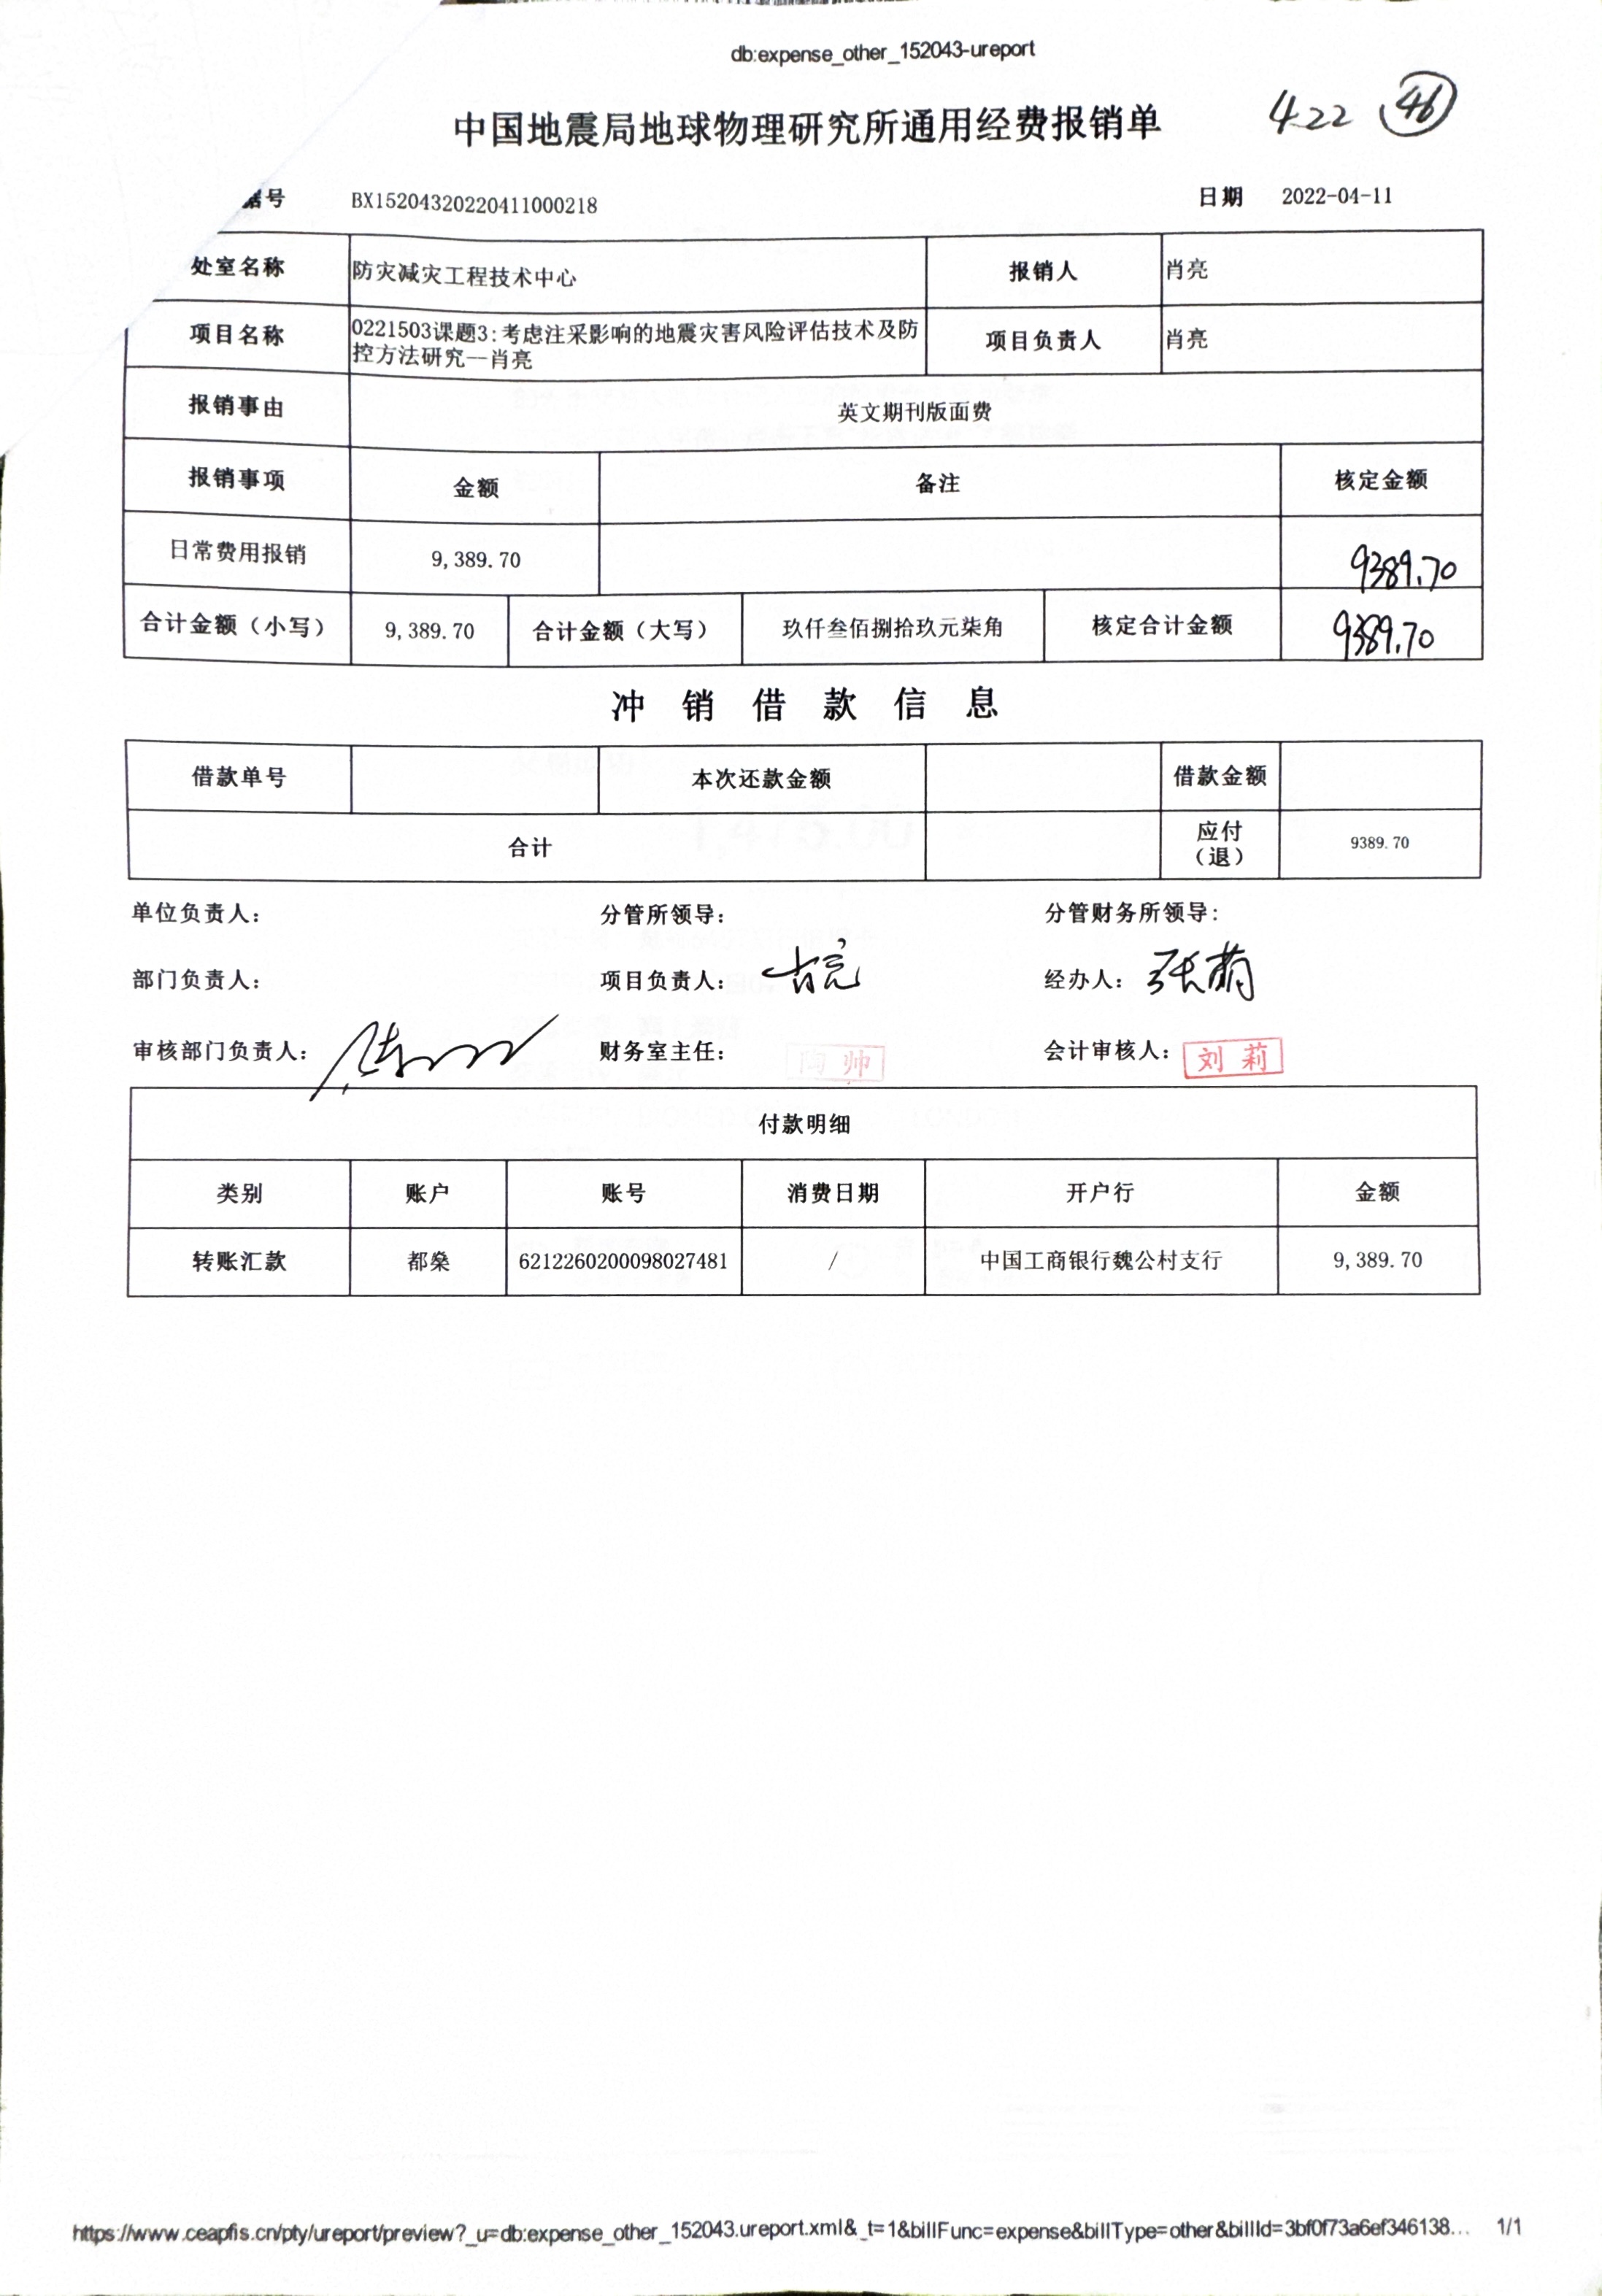 db:expense_other_152043-ureport
中国地震局地球物理研究所通用经费报销单
422 46
据号 BX15204320220411000218 日期 2022-04-11
处室名称 防灾减灾工程技术中心 报销人 肖亮
项目名称 0221503课题3:考虑注采影响的地震灾害风险评估技术及防控方法研究--肖亮 项目负责人 肖亮
报销事由 英文期刊版面费
报销事项 金额 备注 核定金额
日常费用报销 9,389.70 9389.70
合计金额（小写） 9,389.70 合计金额（大写） 玖仟叁佰捌拾玖元柒角 核定合计金额 9389.70
冲销借款信息
借款单号 本次还款金额 借款金额
合计 应付（退） 9389.70
单位负责人： 分管所领导： 分管财务所领导：
部门负责人： 项目负责人： 肖亮 经办人： 张萌
审核部门负责人： 财务室主任： 陶帅 会计审核人： 刘莉
付款明细
类别 账户 账号 消费日期 开户行 金额
转账汇款 都燊 6212260200098027481 / 中国工商银行魏公村支行 9,389.70
https://www.ceapfis.cn/pty/ureport/preview?_u=db:expense_other_152043.ureport.xml&_t=1&billFunc=expense&billType=other&billId=3bf0f73a6ef346138... 1/1